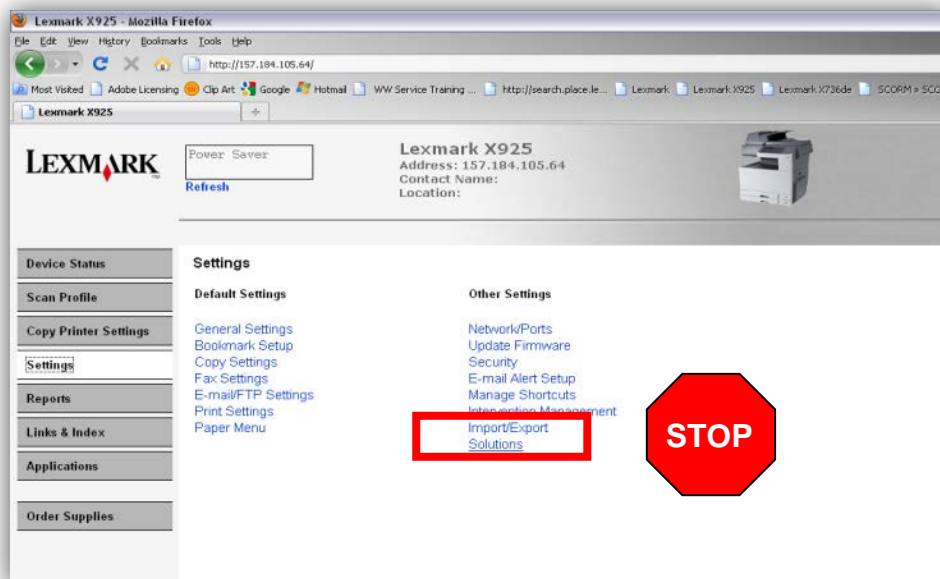 Lexmark X925 - Mozilla Firefox
File Edit View History Bookmarks Tools Help
http://157.184.105.64/
Most Visited Adobe Licensing Clip Art Google Hotmail WW Service Training ... http://search.place.le... Lexmark Lexmark X925 Lexmark X736de SCORM » SCO
Lexmark X925
LEXMARK
Power Saver
Refresh
Lexmark X925
Address: 157.184.105.64
Contact Name:
Location:
Device Status
Scan Profile
Copy Printer Settings
Settings
Reports
Links & Index
Applications
Order Supplies
Settings
Default Settings
General Settings
Bookmark Setup
Copy Settings
Fax Settings
E-mail/FTP Settings
Print Settings
Paper Menu
Other Settings
Network/Ports
Update Firmware
Security
E-mail Alert Setup
Manage Shortcuts
Intervention Management
Import/Export
Solutions
STOP